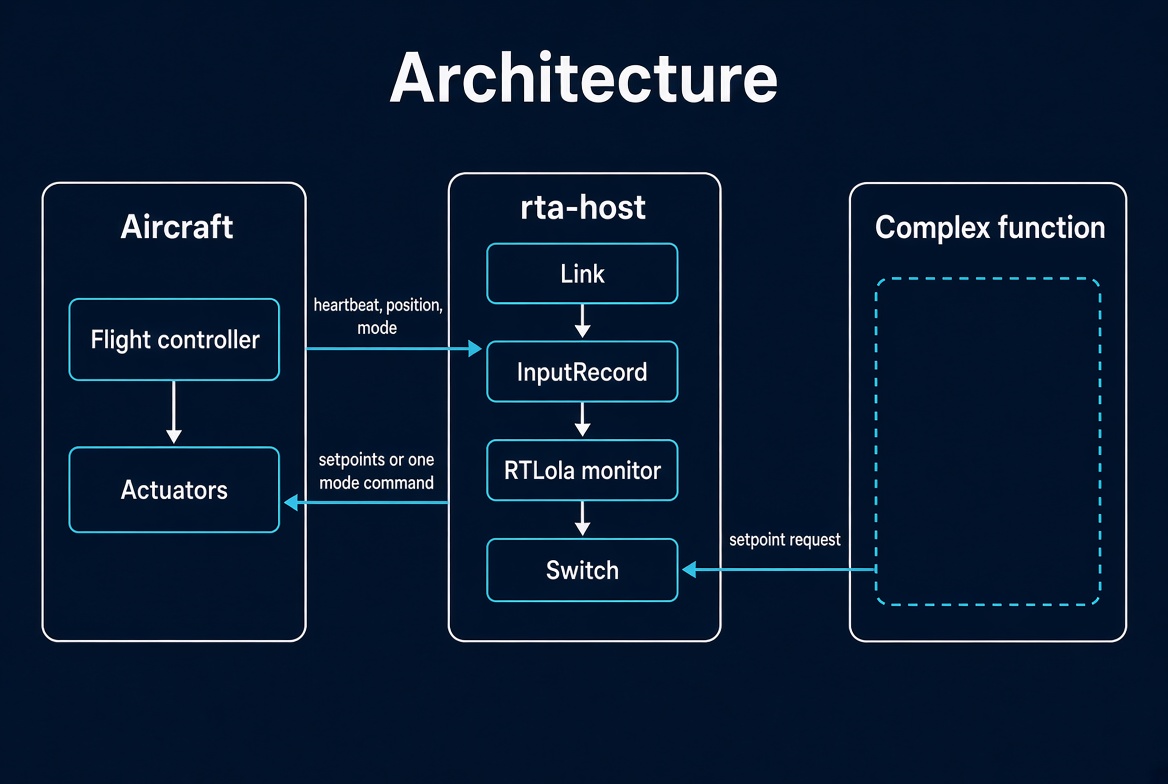 Architecture
Aircraft
Flight controller
Actuators
heartbeat, position,
mode
setpoints or one
mode command
rta-host
Link
InputRecord
RTLola monitor
Switch
setpoint request
Complex function